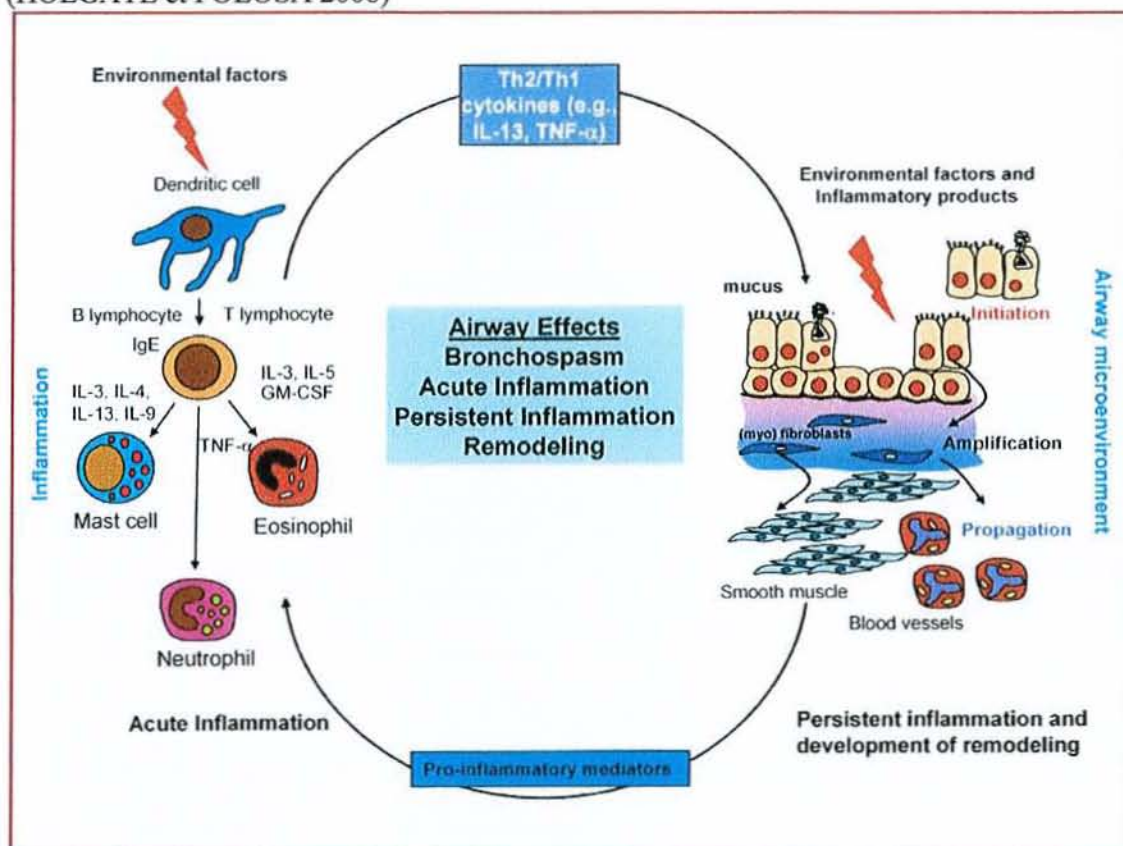 (HOLGATE & POLOSA 2006)
Environmental factors
Dendritic cell
B lymphocyte
T lymphocyte
IgE
IL-3, IL-4,
IL-13, IL-9
IL-3, IL-5
GM-CSF
TNF-α
Mast cell
Eosinophil
Neutrophil
Inflammation
Acute Inflammation
Th2/Th1
cytokines (e.g.,
IL-13, TNF-α)
Airway Effects
Bronchospasm
Acute Inflammation
Persistent Inflammation
Remodeling
Pro-inflammatory mediators
Environmental factors and
Inflammatory products
mucus
Initiation
(myo) fibroblasts
Amplification
Propagation
Smooth muscle
Blood vessels
Airway microenvironment
Persistent inflammation and
development of remodeling